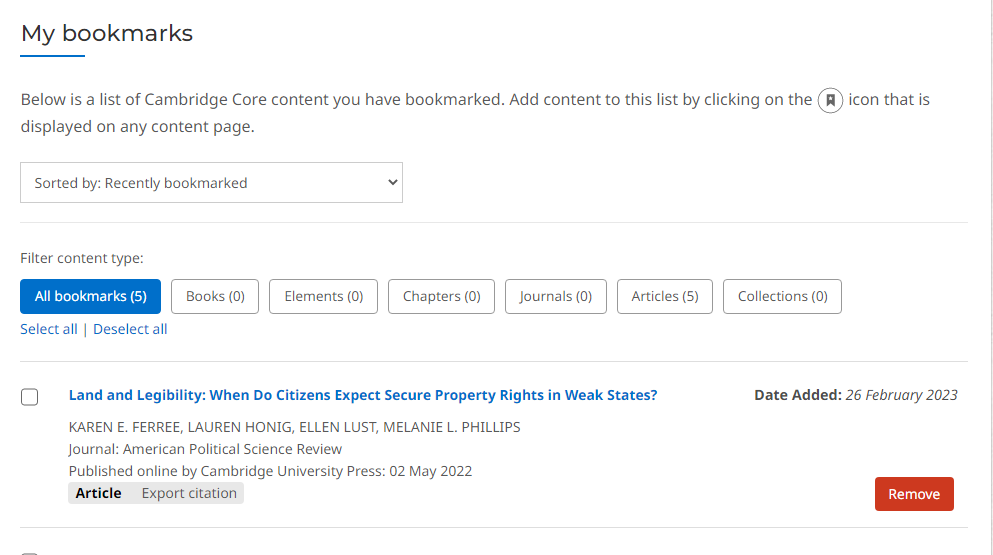 My bookmarks
Below is a list of Cambridge Core content you have bookmarked. Add content to this list by clicking on the icon that is
displayed on any content page.
Sorted by: Recently bookmarked
Filter content type:
All bookmarks (5) Books (0) Elements (0) Chapters (0) Journals (0) Articles (5) Collections (0)
Select all | Deselect all
Land and Legibility: When Do Citizens Expect Secure Property Rights in Weak States? Date Added: 26 February 2023
KAREN E. FERREE, LAUREN HONIG, ELLEN LUST, MELANIE L. PHILLIPS
Journal: American Political Science Review
Published online by Cambridge University Press: 02 May 2022
Article Export citation
Remove